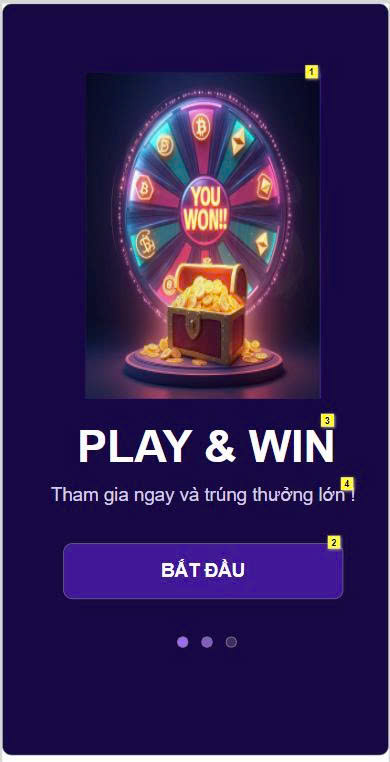 1
YOU
WON!!
3
PLAY & WIN
4
Tham gia ngay và trúng thưởng lớn !
2
BẮT ĐẦU